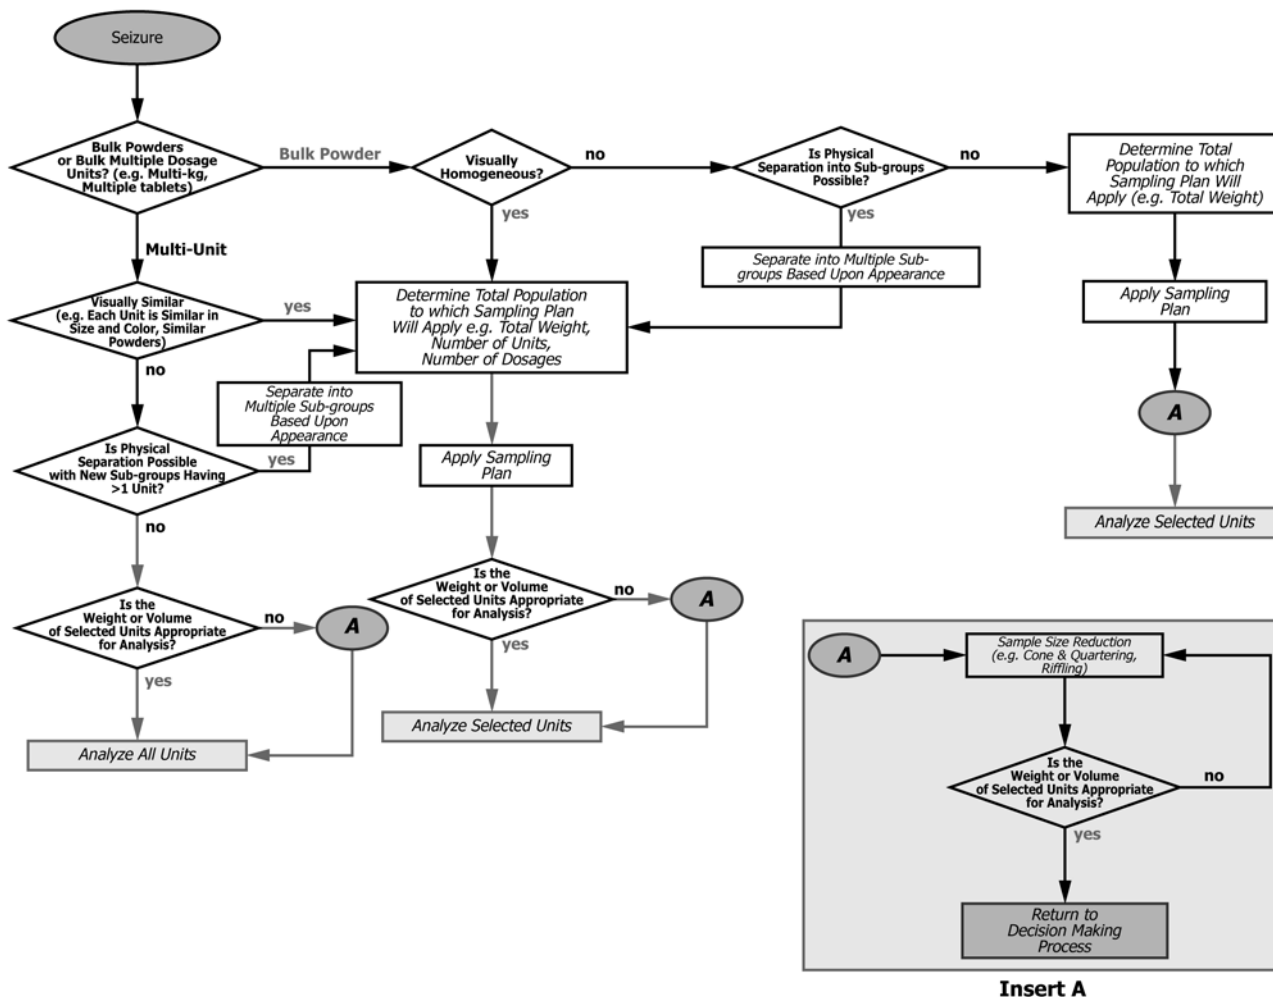 Seizure
Bulk Powders
or Bulk Multiple Dosage
Units? (e.g. Multi-kg,
Multiple tablets)
Bulk Powder
Visually
Homogeneous?
no
Is Physical
Separation into Sub-groups
Possible?
no
Determine Total
Population to which
Sampling Plan Will
Apply (e.g. Total Weight)
yes
yes
Multi-Unit
Separate into Multiple Sub-
groups Based Upon Appearance
Visually Similar
(e.g. Each Unit is Similar in
Size and Color, Similar
Powders)
yes
Determine Total Population
to which Sampling Plan
Will Apply e.g. Total Weight,
Number of Units,
Number of Dosages
Apply Sampling
Plan
no
Separate into
Multiple Sub-groups
Based Upon
Appearance
A
Is Physical
Separation Possible
with New Sub-groups Having
>1 Unit?
yes
Apply Sampling
Plan
Analyze Selected Units
no
Is the
Weight or Volume
of Selected Units Appropriate
for Analysis?
no
A
Is the
Weight or Volume
of Selected Units Appropriate
for Analysis?
no
A
yes
yes
Analyze Selected Units
Analyze All Units
A
Sample Size Reduction
(e.g. Cone & Quartering,
Riffling)
Is the
Weight or Volume
of Selected Units Appropriate
for Analysis?
no
yes
Return to
Decision Making
Process
Insert A